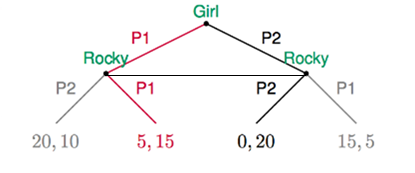 Girl
P1 P2
Rocky Rocky
P2 P1 P2 P1
20, 10 5, 15 0, 20 15, 5